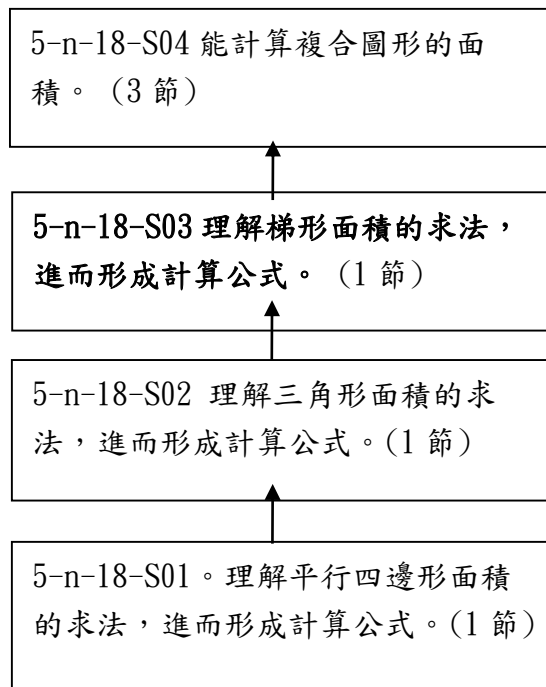 5-n-18-S04 能計算複合圖形的面
積。（3 節）
5-n-18-S03 理解梯形面積的求法，
進而形成計算公式。（1 節）
5-n-18-S02 理解三角形面積的求
法，進而形成計算公式。(1 節）
5-n-18-S01。理解平行四邊形面積
的求法，進而形成計算公式。(1 節）